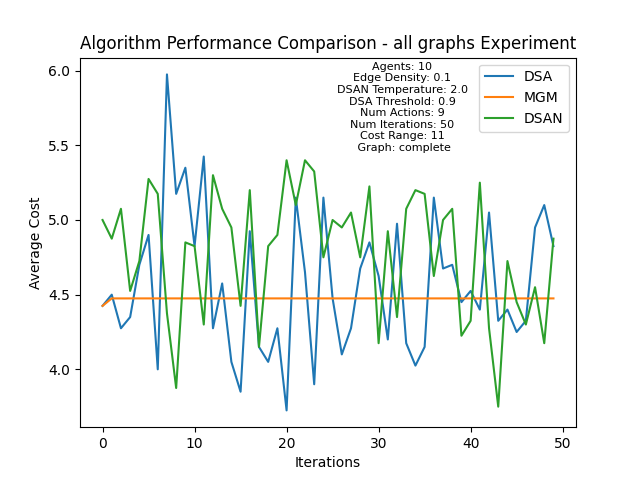 Algorithm Performance Comparison - all graphs Experiment
Agents: 10
Edge Density: 0.1
DSAN Temperature: 2.0
DSA Threshold: 0.9
Num Actions: 9
Num Iterations: 50
Cost Range: 11
Graph: complete
DSA
MGM
DSAN
Average Cost
6.0
5.5
5.0
4.5
4.0
0
10
20
30
40
50
Iterations